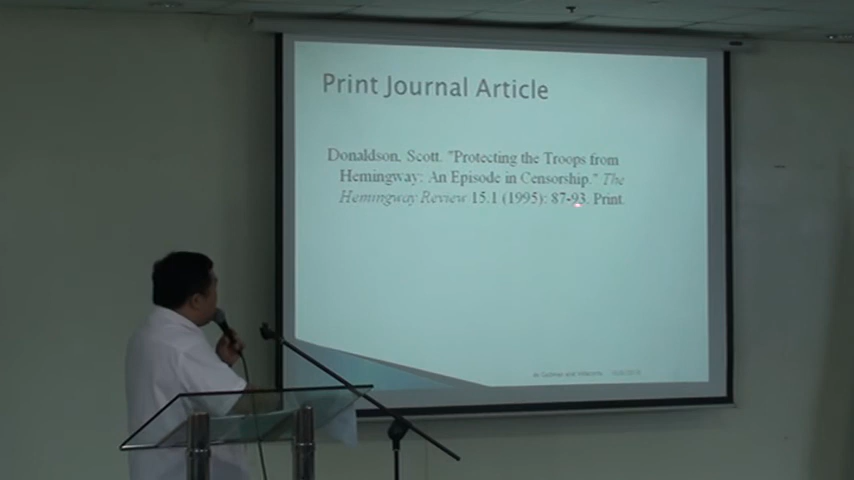 Print Journal Article
Donaldson, Scott. "Protecting the Troops from
Hemingway: An Episode in Censorship." The
Hemingway Review 15.1 (1995): 87-93. Print.